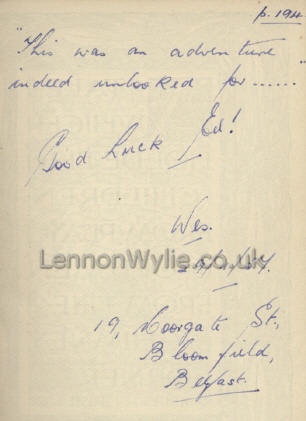 p. 194
"This was an adventure
indeed unlooked for......"
Good Luck Ed!
Wes.
LennonWylie.co.uk
19, Moorgate St.,
Bloomfield,
Belfast.